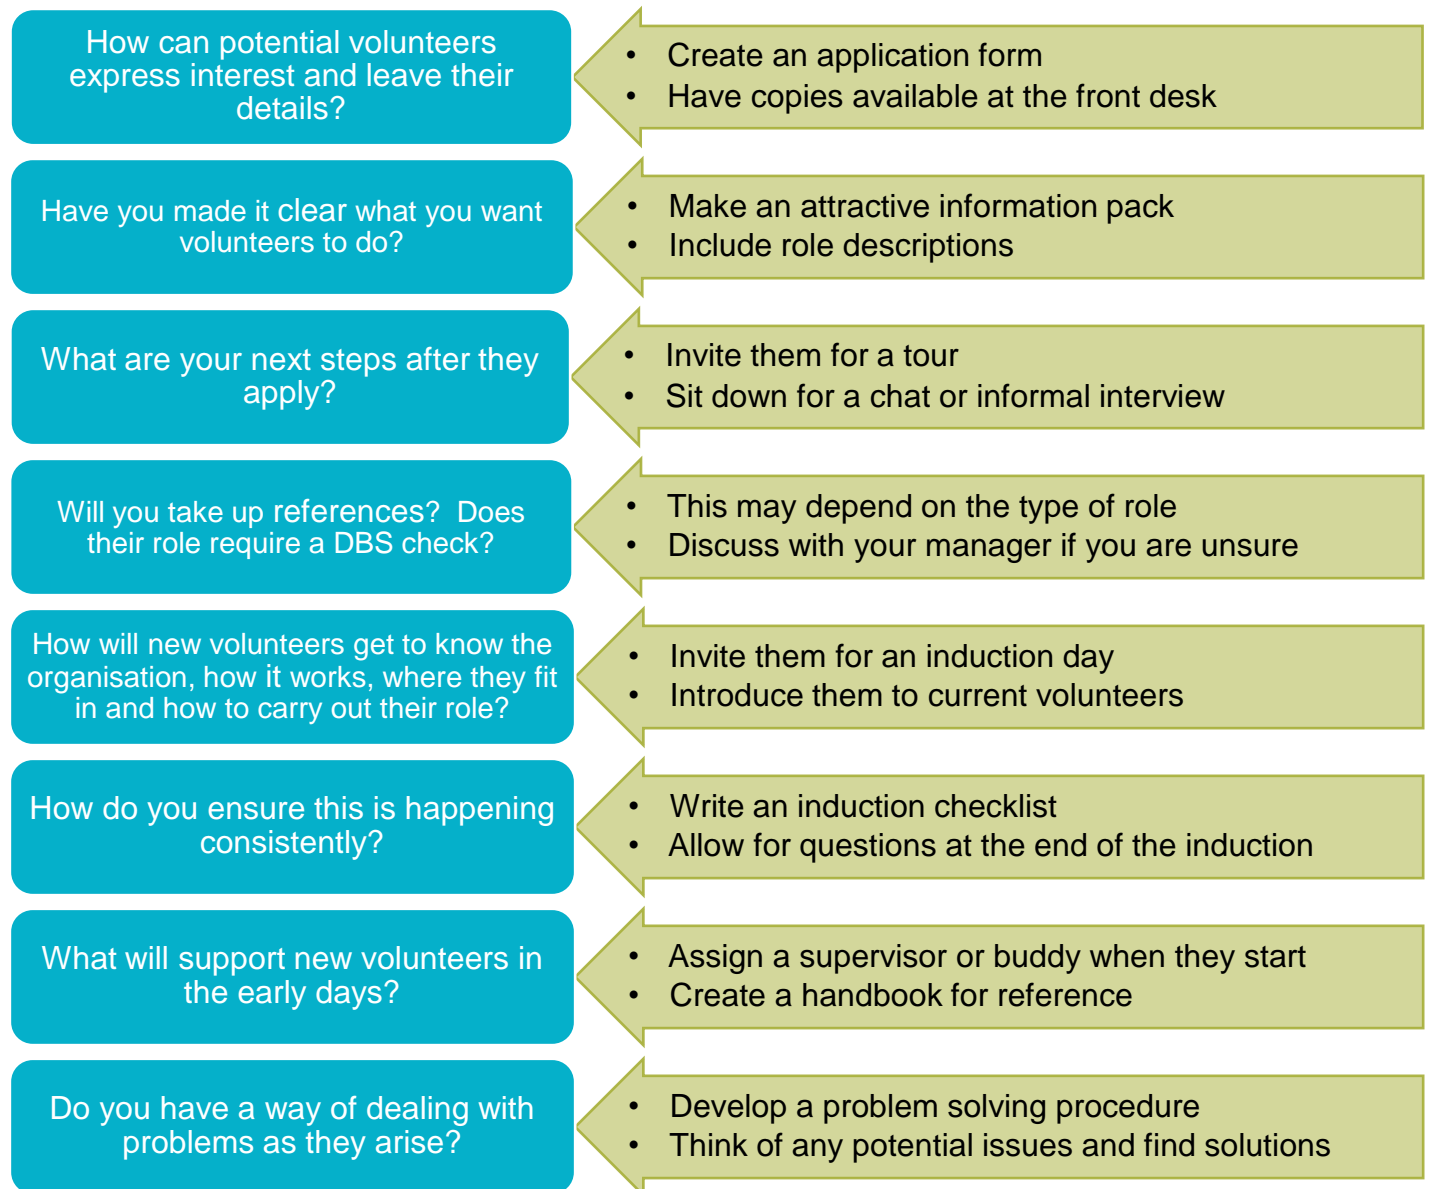 How can potential volunteers
express interest and leave their
details?
• Create an application form
• Have copies available at the front desk
Have you made it clear what you want
volunteers to do?
• Make an attractive information pack
• Include role descriptions
What are your next steps after they
apply?
• Invite them for a tour
• Sit down for a chat or informal interview
Will you take up references?  Does
their role require a DBS check?
• This may depend on the type of role
• Discuss with your manager if you are unsure
How will new volunteers get to know the
organisation, how it works, where they fit
in and how to carry out their role?
• Invite them for an induction day
• Introduce them to current volunteers
How do you ensure this is happening
consistently?
• Write an induction checklist
• Allow for questions at the end of the induction
What will support new volunteers in
the early days?
• Assign a supervisor or buddy when they start
• Create a handbook for reference
Do you have a way of dealing with
problems as they arise?
• Develop a problem solving procedure
• Think of any potential issues and find solutions